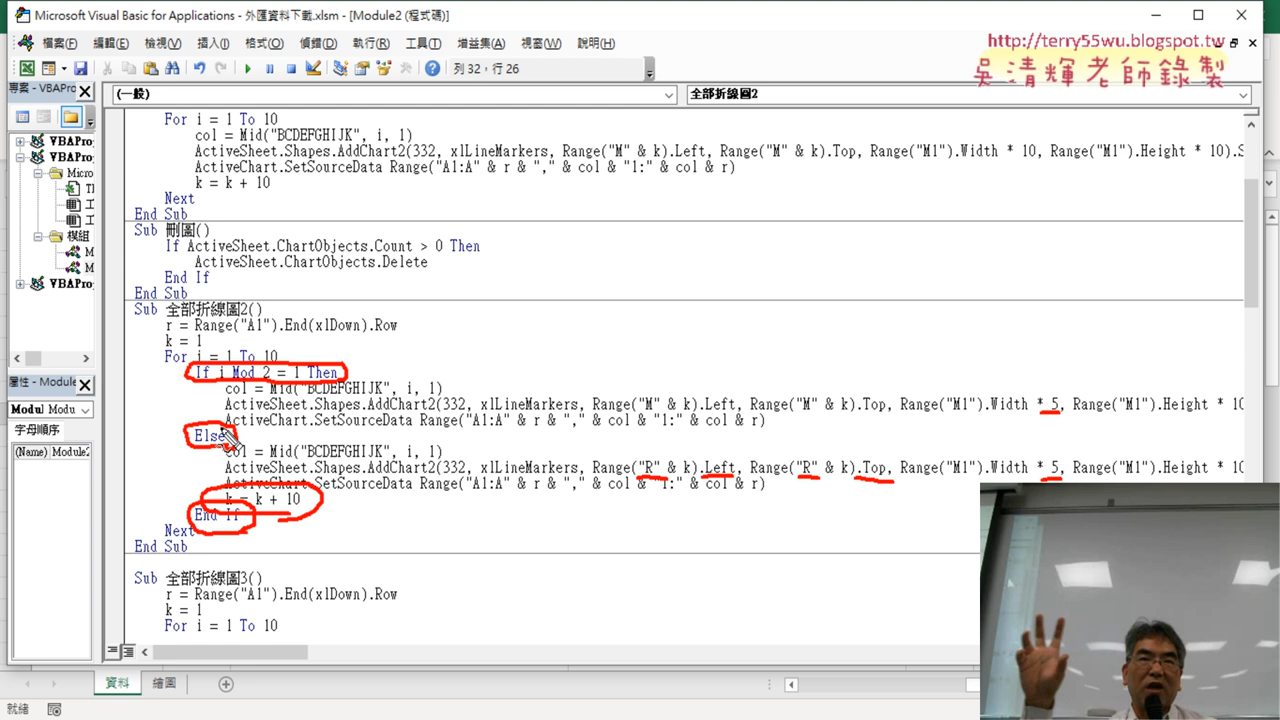 Microsoft Visual Basic for Applications - 外匯資料下載.xlsm - [Module2 (程式碼)]
http://terry55wu.blogspot.tw
吳清輝老師錄製
檔案(F) 編輯(E) 檢視(V) 插入(I) 格式(O) 偵錯(D) 執行(R) 工具(T) 增益集(A) 視窗(W) 說明(H)
列 32，行 26
專案 - VBAPro
(一般) 全部折線圖2
VBAProj
VBAProj
Micro
模組
VBAProj
For i = 1 To 10
col = Mid("BCDEFGHIJK", i, 1)
ActiveSheet.Shapes.AddChart2(332, xlLineMarkers, Range("M" & k).Left, Range("M" & k).Top, Range("M1").Width * 10, Range("M1").Height * 10).S
ActiveChart.SetSourceData Range("A1:A" & r & "," & col & "1:" & col & r)
k = k + 10
Next
End Sub
Sub 刪圖()
If ActiveSheet.ChartObjects.Count > 0 Then
ActiveSheet.ChartObjects.Delete
End If
End Sub
Sub 全部折線圖2()
r = Range("A1").End(xlDown).Row
k = 1
For i = 1 To 10
If i Mod 2 = 1 Then
col = Mid("BCDEFGHIJK", i, 1)
ActiveSheet.Shapes.AddChart2(332, xlLineMarkers, Range("M" & k).Left, Range("M" & k).Top, Range("M1").Width * 5, Range("M1").Height * 10
ActiveChart.SetSourceData Range("A1:A" & r & "," & col & "1:" & col & r)
Else
col = Mid("BCDEFGHIJK", i, 1)
ActiveSheet.Shapes.AddChart2(332, xlLineMarkers, Range("R" & k).Left, Range("R" & k).Top, Range("M1").Width * 5, Range("M1").Height * 10
ActiveChart.SetSourceData Range("A1:A" & r & "," & col & "1:" & col & r)
k = k + 10
End If
Next
End Sub
Sub 全部折線圖3()
r = Range("A1").End(xlDown).Row
k = 1
For i = 1 To 10
屬性 - Module
Modul Modu
字母順序
(Name) Module2
資料 繪圖
就緒